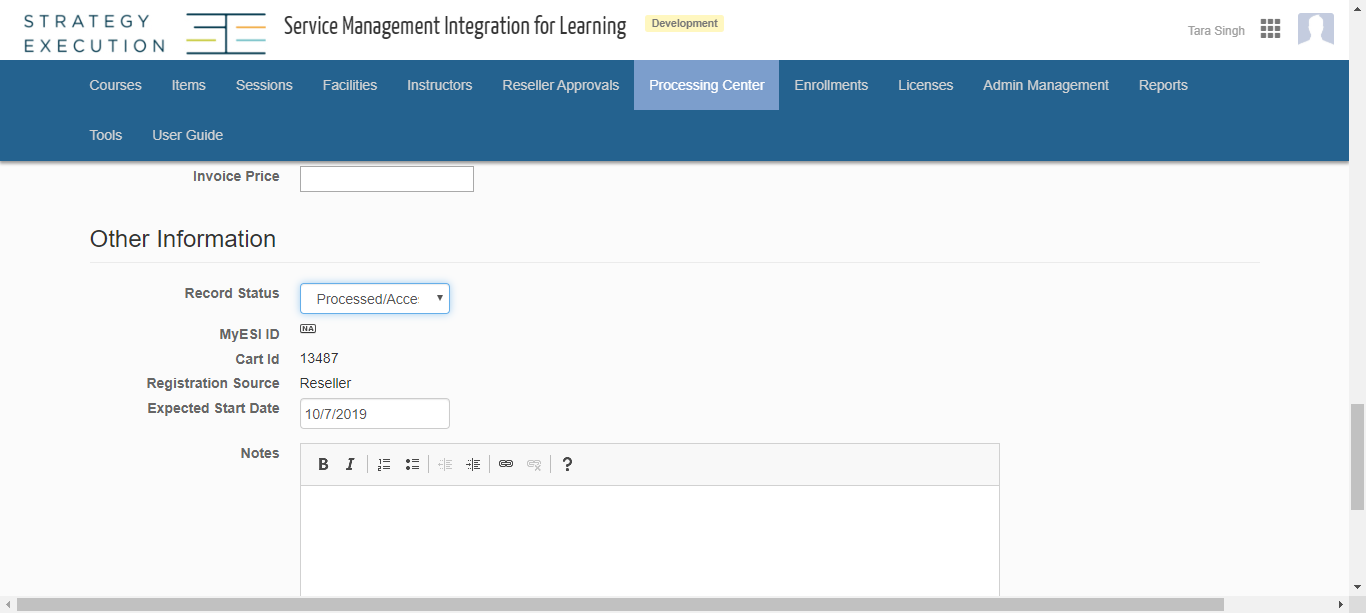 STRATEGY
EXECUTION
Service Management Integration for Learning
Development
Tara Singh
Courses Items Sessions Facilities Instructors Reseller Approvals Processing Center Enrollments Licenses Admin Management Reports
Tools User Guide
Invoice Price
Other Information
Record Status Processed/Acce
MyESI ID NA
Cart Id 13487
Registration Source Reseller
Expected Start Date 10/7/2019
Notes
B I ?